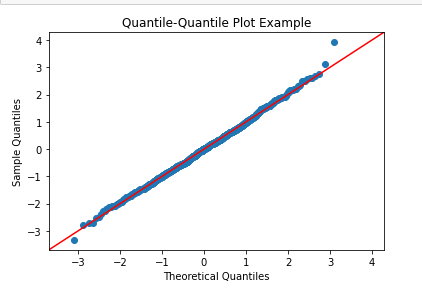 Quantile-Quantile Plot Example
Sample Quantiles
4
3
2
1
0
−1
−2
−3
−3 −2 −1 0 1 2 3 4
Theoretical Quantiles